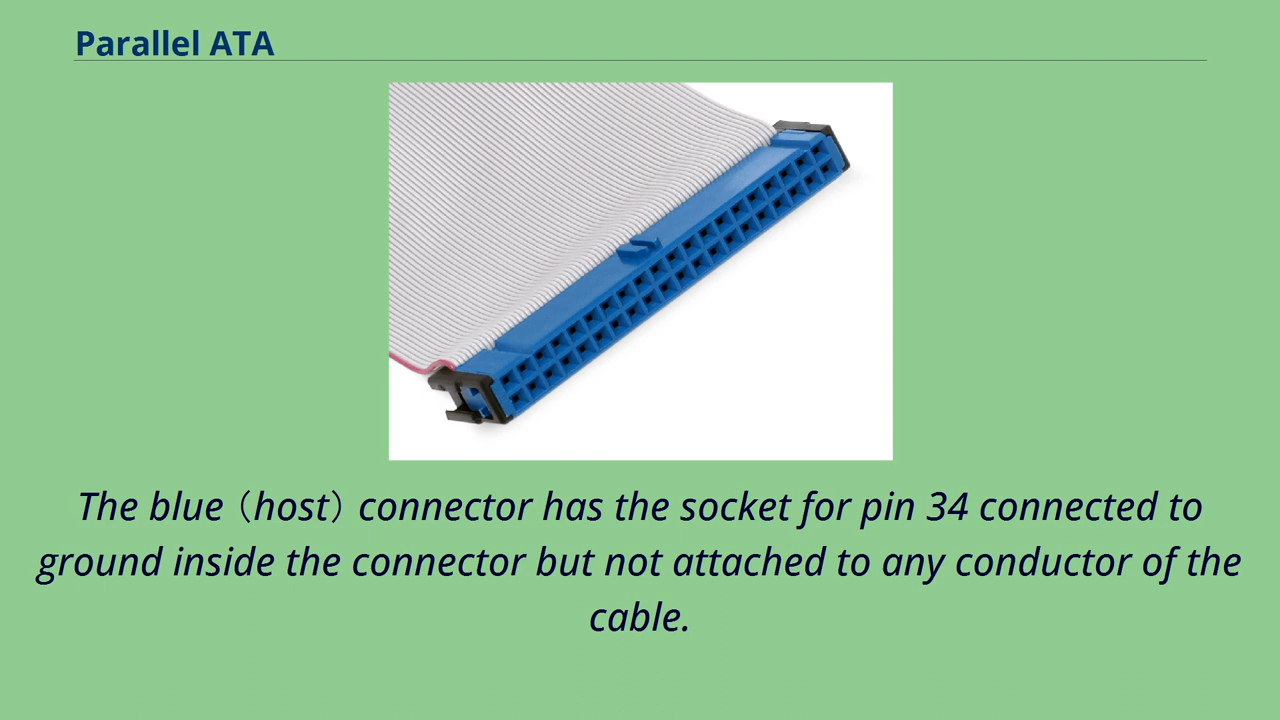 Parallel ATA
The blue（host）connector has the socket for pin 34 connected to
ground inside the connector but not attached to any conductor of the
cable.